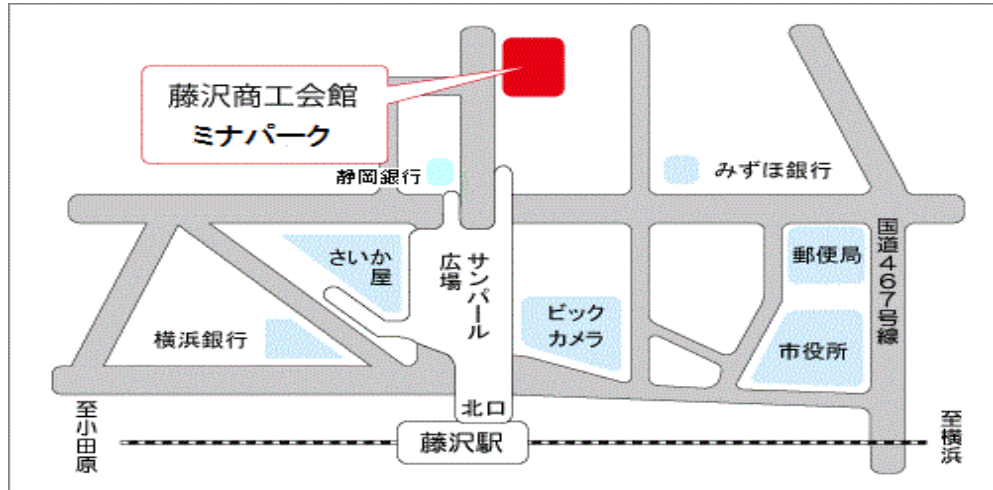 藤沢商工会館
ミナパーク
静岡銀行
みずほ銀行
さいか
屋
サンパール
広場
ビック
カメラ
郵便局
市役所
国道467号線
横浜銀行
北口
藤沢駅
至小田原
至横浜